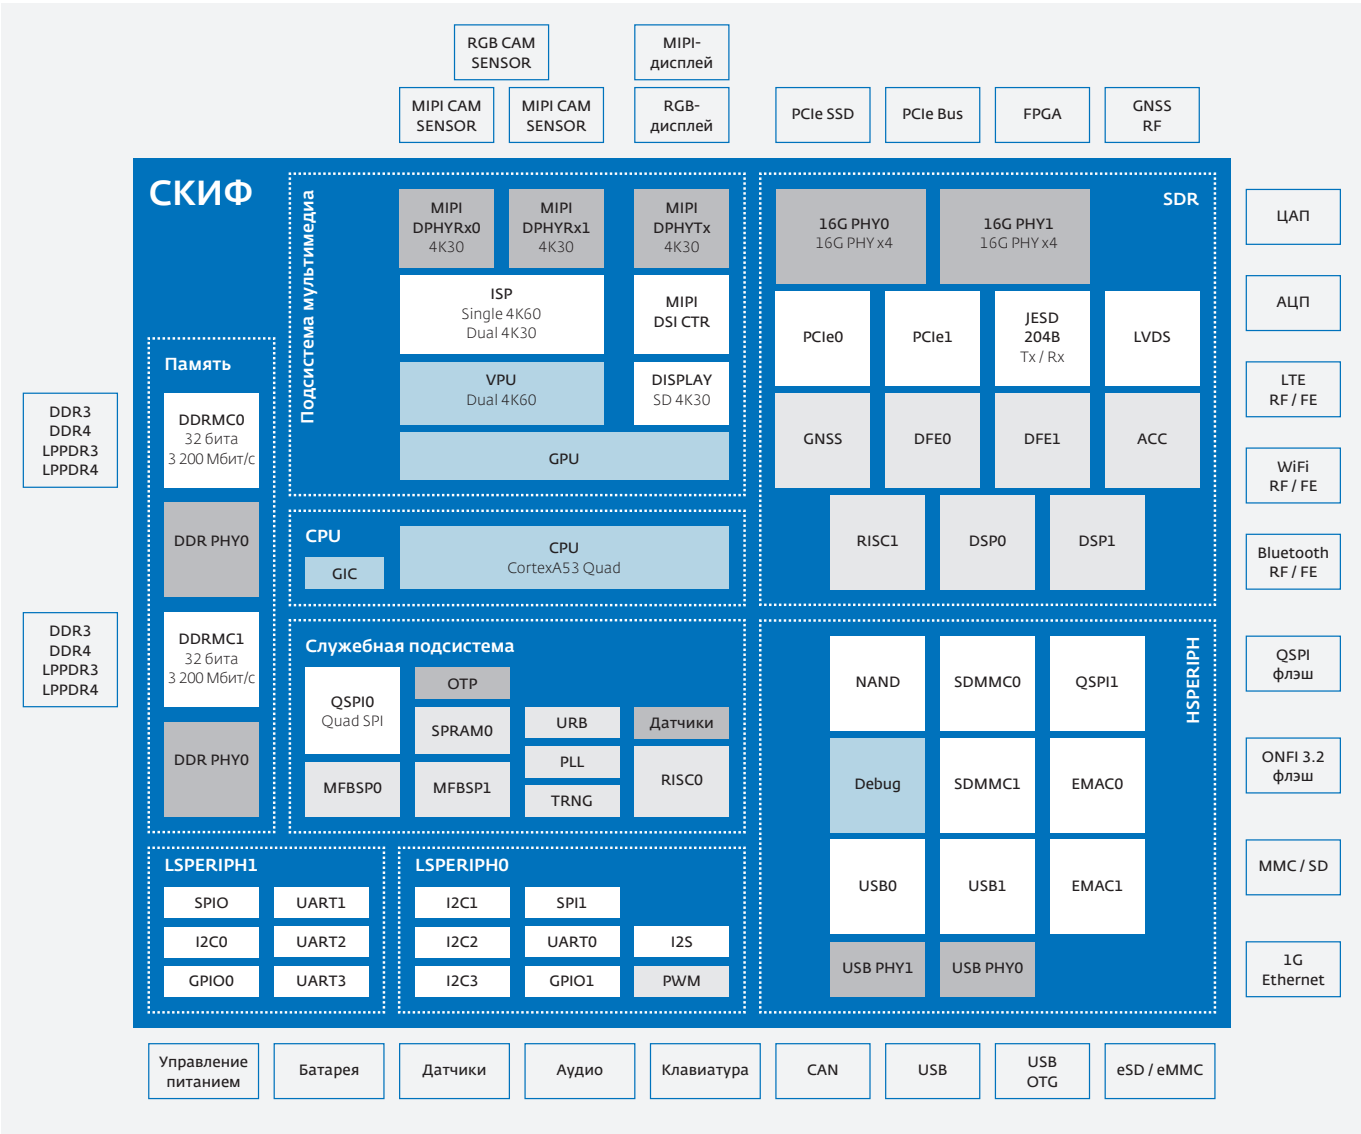 RGB CAM
SENSOR
MIPI-
дисплей
MIPI CAM
SENSOR
MIPI CAM
SENSOR
RGB-
дисплей
PCIe SSD
PCIe Bus
FPGA
GNSS
RF
СКИФ
Подсистема мультимедиа
MIPI
DPHYRx0
4K30
MIPI
DPHYRx1
4K30
MIPI
DPHYTx
4K30
ISP
Single 4K60
Dual 4K30
MIPI
DSI CTR
VPU
Dual 4K60
DISPLAY
SD 4K30
GPU
SDR
16G PHY0
16G PHY x4
16G PHY1
16G PHY x4
PCIe0
PCIe1
JESD
204B
Tx / Rx
LVDS
GNSS
DFE0
DFE1
ACC
RISC1
DSP0
DSP1
Память
DDRMC0
32 бита
3 200 Мбит/с
DDR PHY0
DDRMC1
32 бита
3 200 Мбит/с
DDR PHY0
DDR3
DDR4
LPPDR3
LPPDR4
DDR3
DDR4
LPPDR3
LPPDR4
CPU
GIC
CPU
CortexA53 Quad
Служебная подсистема
QSPI0
Quad SPI
OTP
SPRAM0
URB
Датчики
MFBSP0
MFBSP1
PLL
TRNG
RISC0
HSPERIPH
NAND
SDMMC0
QSPI1
Debug
SDMMC1
EMAC0
USB0
USB1
EMAC1
USB PHY1
USB PHY0
LSPERIPH1
SPIO
UART1
I2C0
UART2
GPIO0
UART3
LSPERIPH0
I2C1
SPI1
I2C2
UART0
I2S
I2C3
GPIO1
PWM
ЦАП
АЦП
LTE
RF / FE
WiFi
RF / FE
Bluetooth
RF / FE
QSPI
флэш
ONFI 3.2
флэш
MMC / SD
1G
Ethernet
Управление
питанием
Батарея
Датчики
Аудио
Клавиатура
CAN
USB
USB
OTG
eSD / eMMC